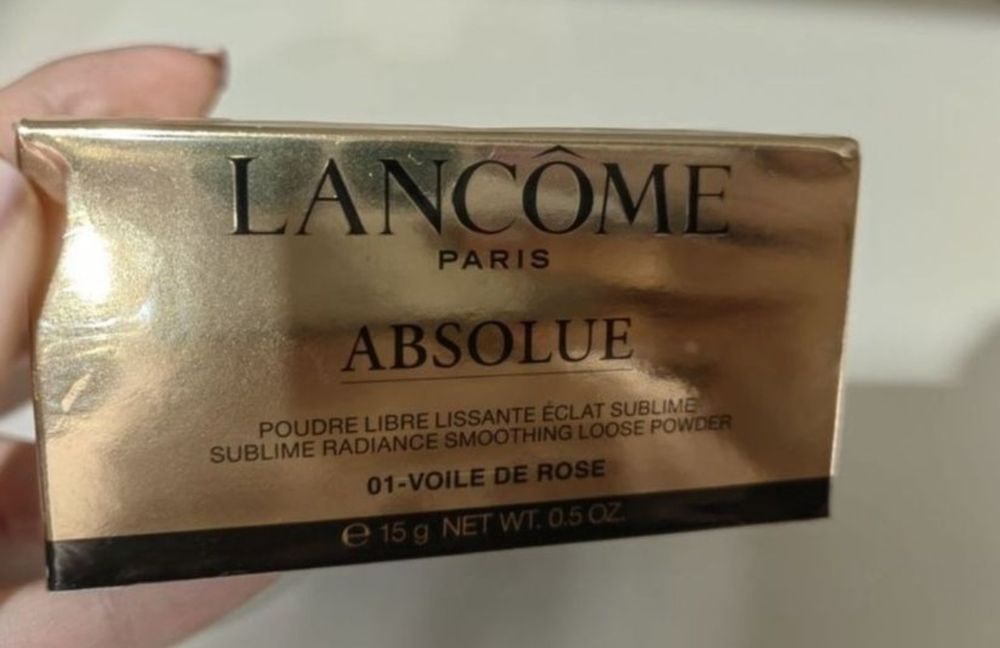 LANCÔME
PARIS
ABSOLUE
POUDRE LIBRE LISSANTE ÉCLAT SUBLIME
SUBLIME RADIANCE SMOOTHING LOOSE POWDER
01-VOILE DE ROSE
℮ 15 g NET WT. 0.5 OZ.